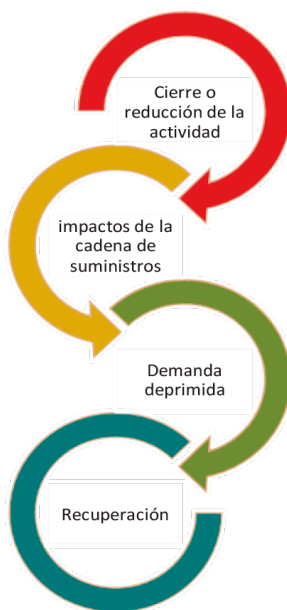 Cierre o
reducción de la
actividad
impactos de la
cadena de
suministros
Demanda
deprimida
Recuperación